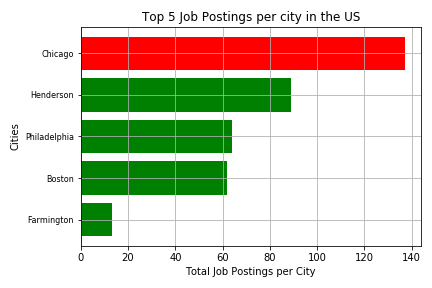 Top 5 Job Postings per city in the US
Cities
Chicago
Henderson
Philadelphia
Boston
Farmington
0 20 40 60 80 100 120 140
Total Job Postings per City